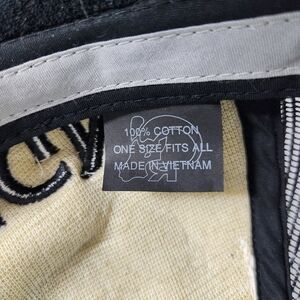 100% COTTON
ONE SIZE FITS ALL
MADE IN VIETNAM